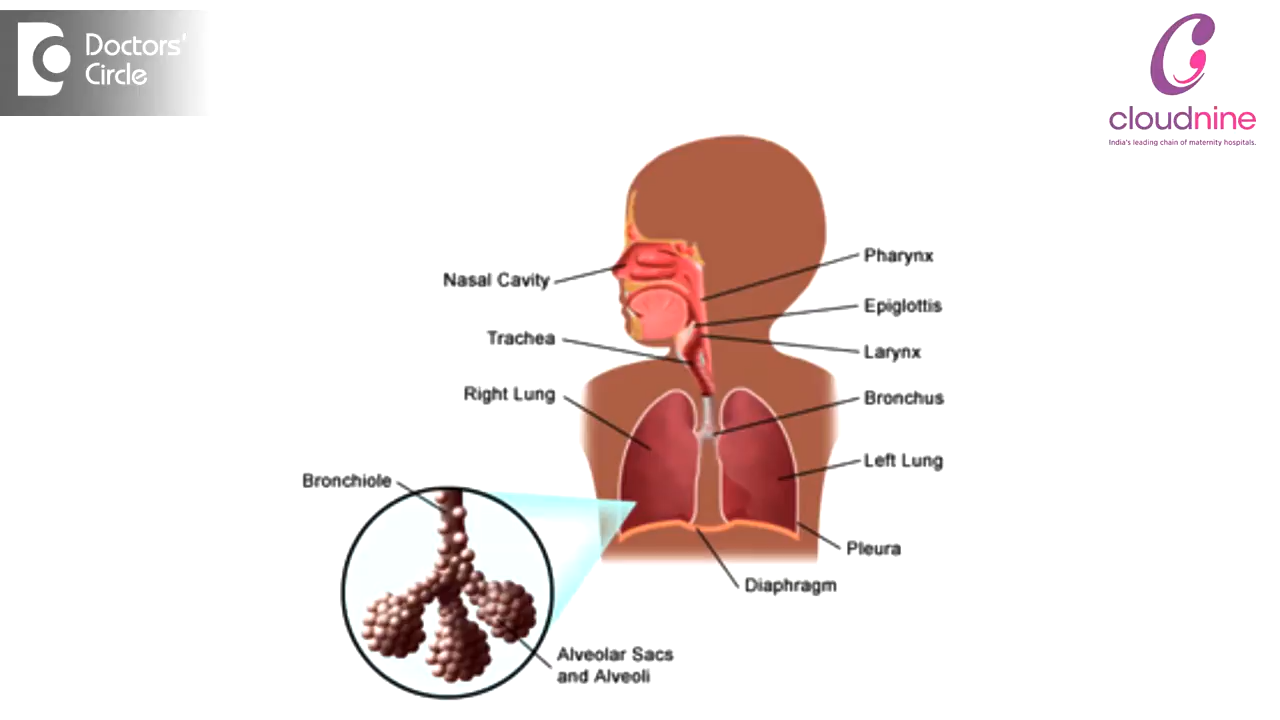 Doctors'
Circle
cloudnine
India's leading chain of maternity hospitals.
Pharynx
Nasal Cavity
Epiglottis
Trachea
Larynx
Right Lung
Bronchus
Left Lung
Bronchiole
Pleura
Diaphragm
Alveolar Sacs
and Alveoli